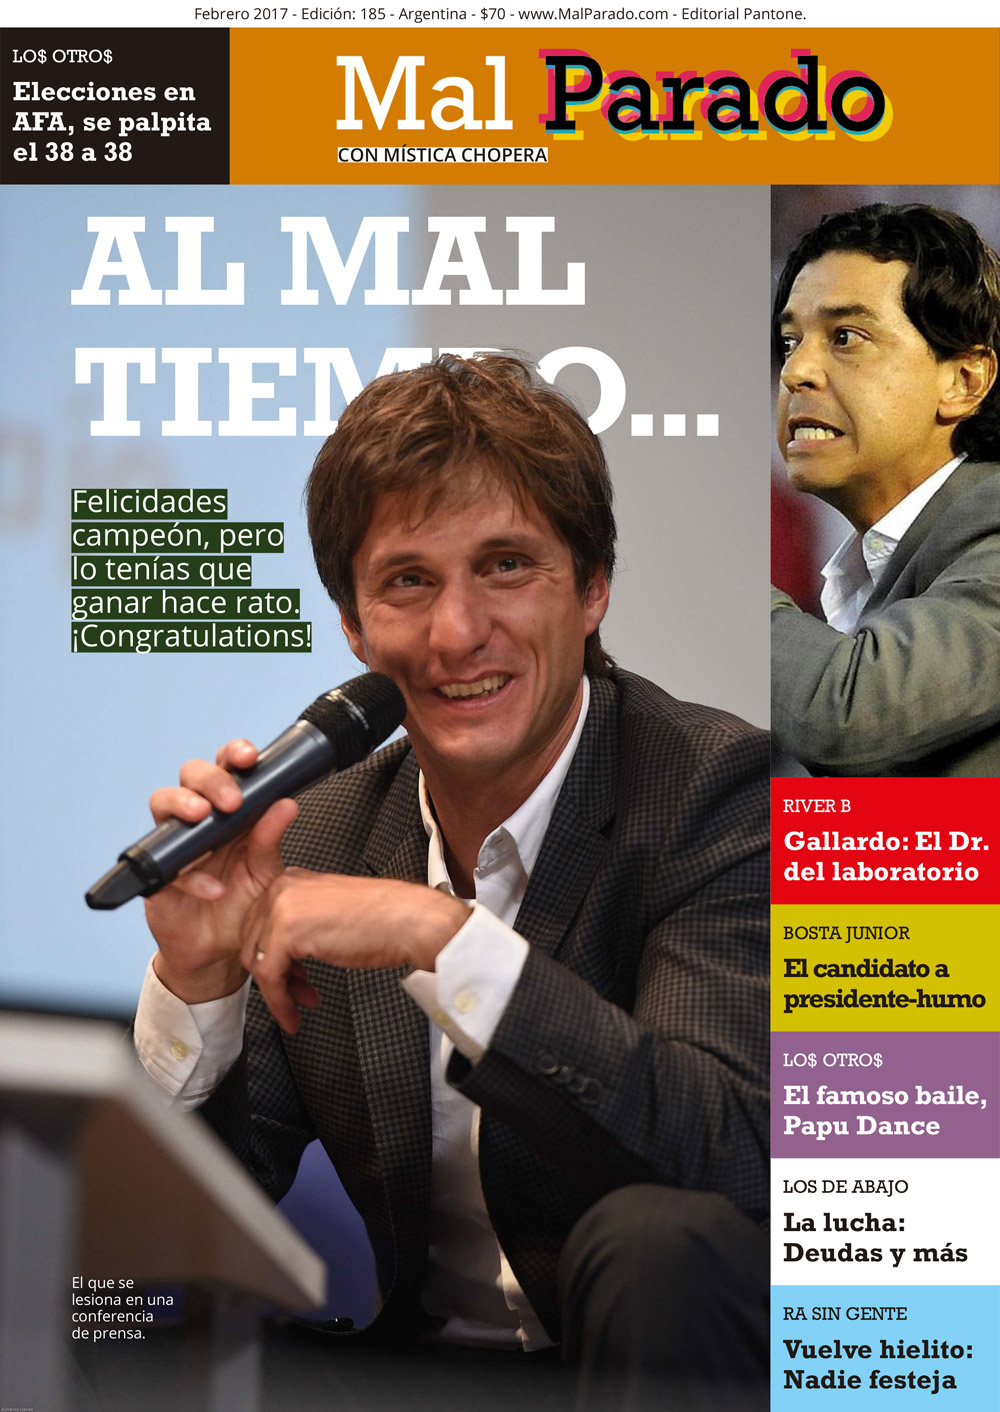 Febrero 2017 - Edición: 185 - Argentina - $70 - www.MalParado.com - Editorial Pantone.
LO$ OTRO$
Elecciones en
AFA, se palpita
el 38 a 38
Mal Parado
CON MÍSTICA CHOPERA
AL MAL
TIEMPO...
Felicidades
campeón, pero
lo tenías que
ganar hace rato.
¡Congratulations!
RIVER B
Gallardo: El Dr.
del laboratorio
BOSTA JUNIOR
El candidato a
presidente-humo
LO$ OTRO$
El famoso baile,
Papu Dance
LOS DE ABAJO
La lucha:
Deudas y más
RA SIN GENTE
Vuelve hielito:
Nadie festeja
El que se
lesiona en una
conferencia
de prensa.